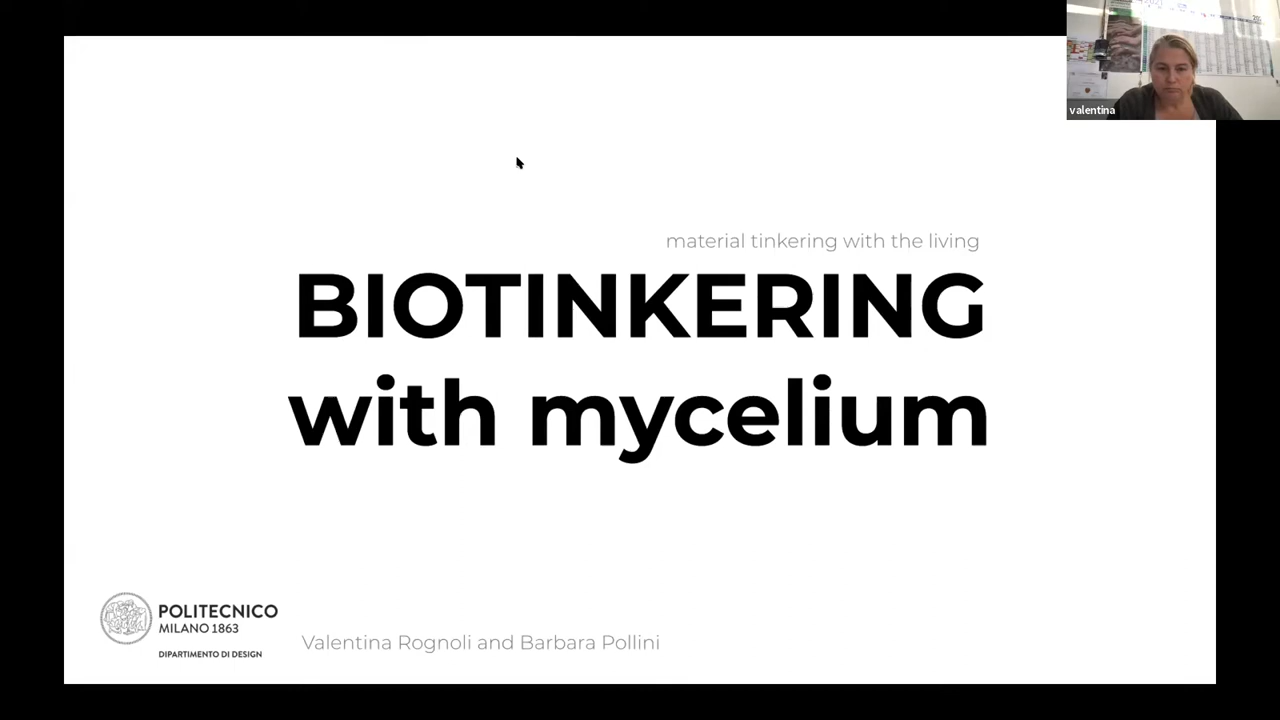 valentina
material tinkering with the living
BIOTINKERING
with mycelium
POLITECNICO
MILANO 1863
DIPARTIMENTO DI DESIGN
Valentina Rognoli and Barbara Pollini